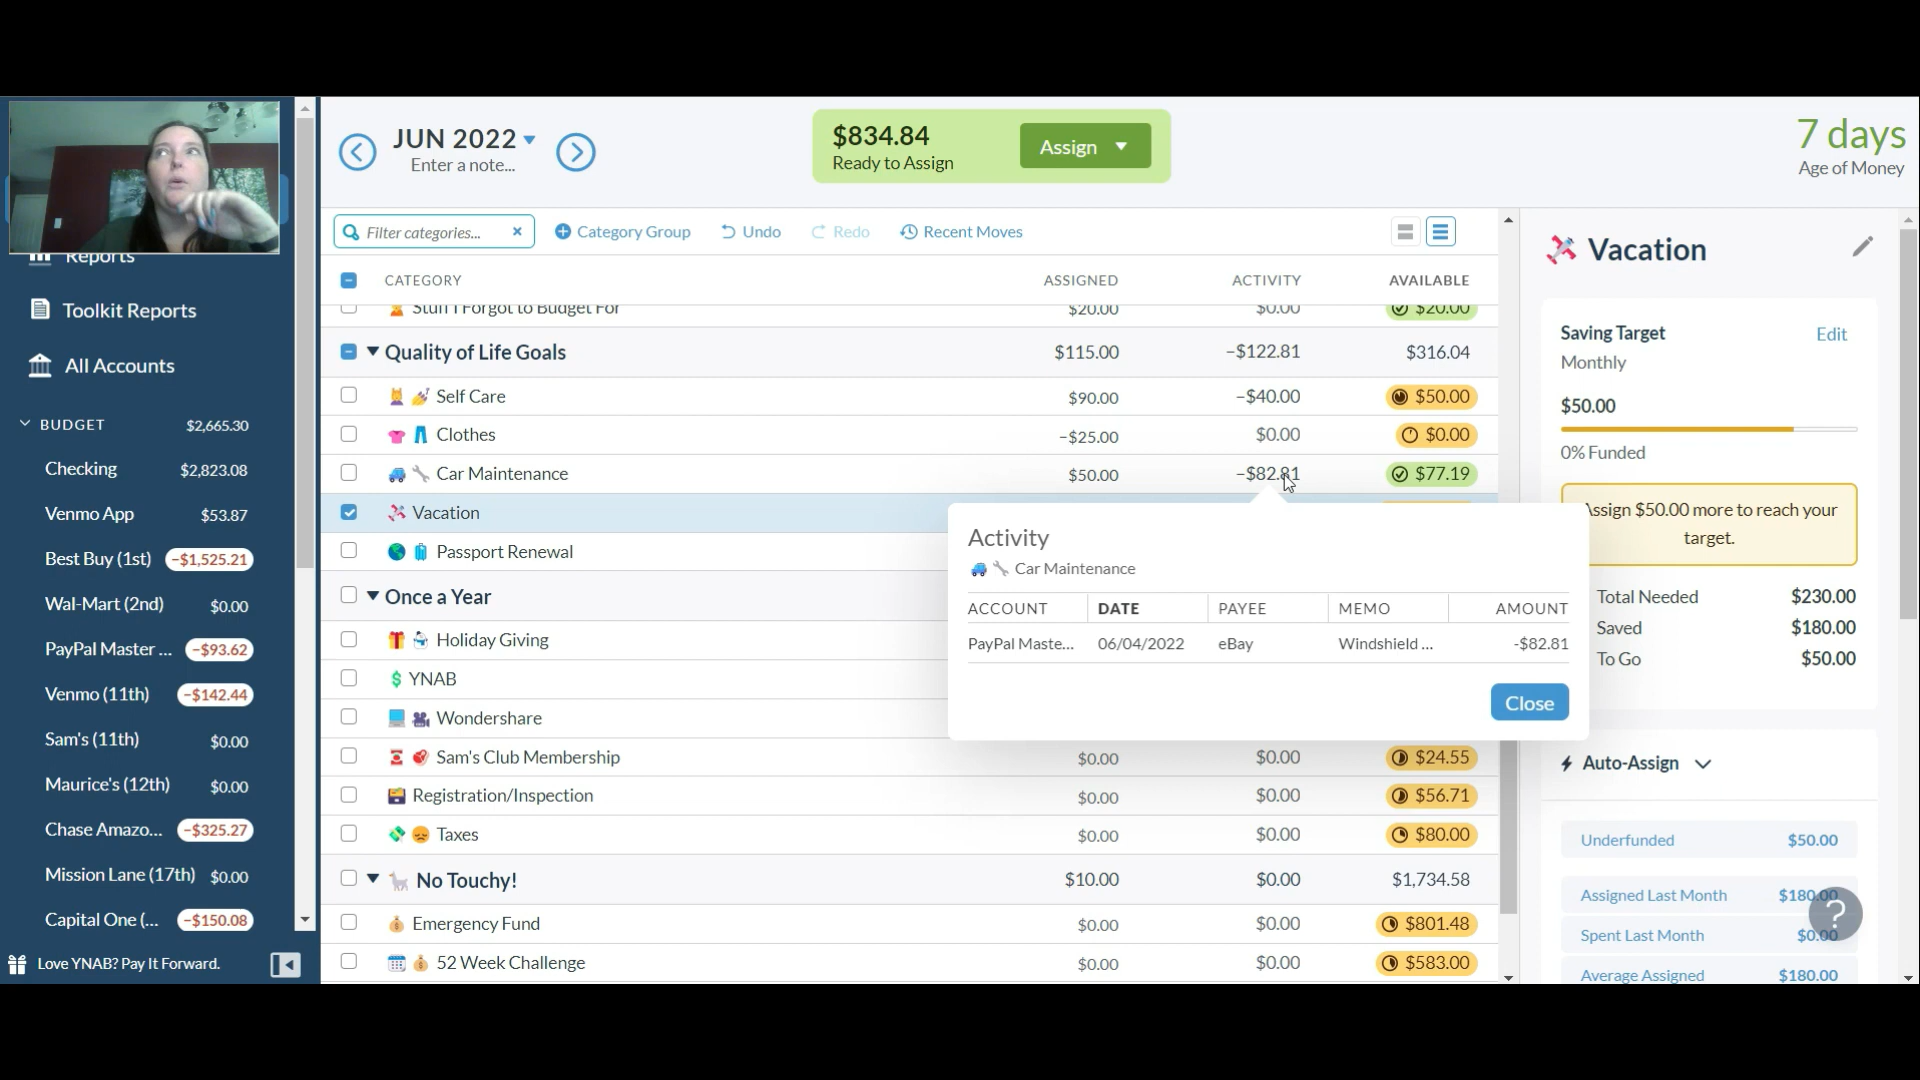 JUN 2022
Enter a note...
$834.84
Ready to Assign
Assign
7 days
Age of Money
Reports
Toolkit Reports
All Accounts
BUDGET $2,665.30
Checking $2,823.08
Venmo App $53.87
Best Buy (1st) −$1,525.21
Wal-Mart (2nd) $0.00
PayPal Master ... −$93.62
Venmo (11th) −$142.44
Sam's (11th) $0.00
Maurice's (12th) $0.00
Chase Amazo... −$325.27
Mission Lane (17th) $0.00
Capital One (... −$150.08
Love YNAB? Pay It Forward.
Filter categories...
Category Group
Undo
Redo
Recent Moves
CATEGORY ASSIGNED ACTIVITY AVAILABLE
Stuff I Forgot to Budget For $20.00 $0.00 $20.00
Quality of Life Goals $115.00 −$122.81 $316.04
Self Care $90.00 −$40.00 $50.00
Clothes −$25.00 $0.00 $0.00
Car Maintenance $50.00 −$82.81 $77.19
Vacation
Passport Renewal
Once a Year
Holiday Giving
YNAB
Wondershare
Sam's Club Membership $0.00 $0.00 $24.55
Registration/Inspection $0.00 $0.00 $56.71
Taxes $0.00 $0.00 $80.00
No Touchy! $10.00 $0.00 $1,734.58
Emergency Fund $0.00 $0.00 $801.48
52 Week Challenge $0.00 $0.00 $583.00
Activity
Car Maintenance
ACCOUNT DATE PAYEE MEMO AMOUNT
PayPal Maste... 06/04/2022 eBay Windshield ... -$82.81
Close
Vacation
Saving Target Edit
Monthly
$50.00
0% Funded
Assign $50.00 more to reach your
target.
Total Needed $230.00
Saved $180.00
To Go $50.00
Auto-Assign
Underfunded $50.00
Assigned Last Month $180.00
Spent Last Month $0.00
Average Assigned $180.00
?